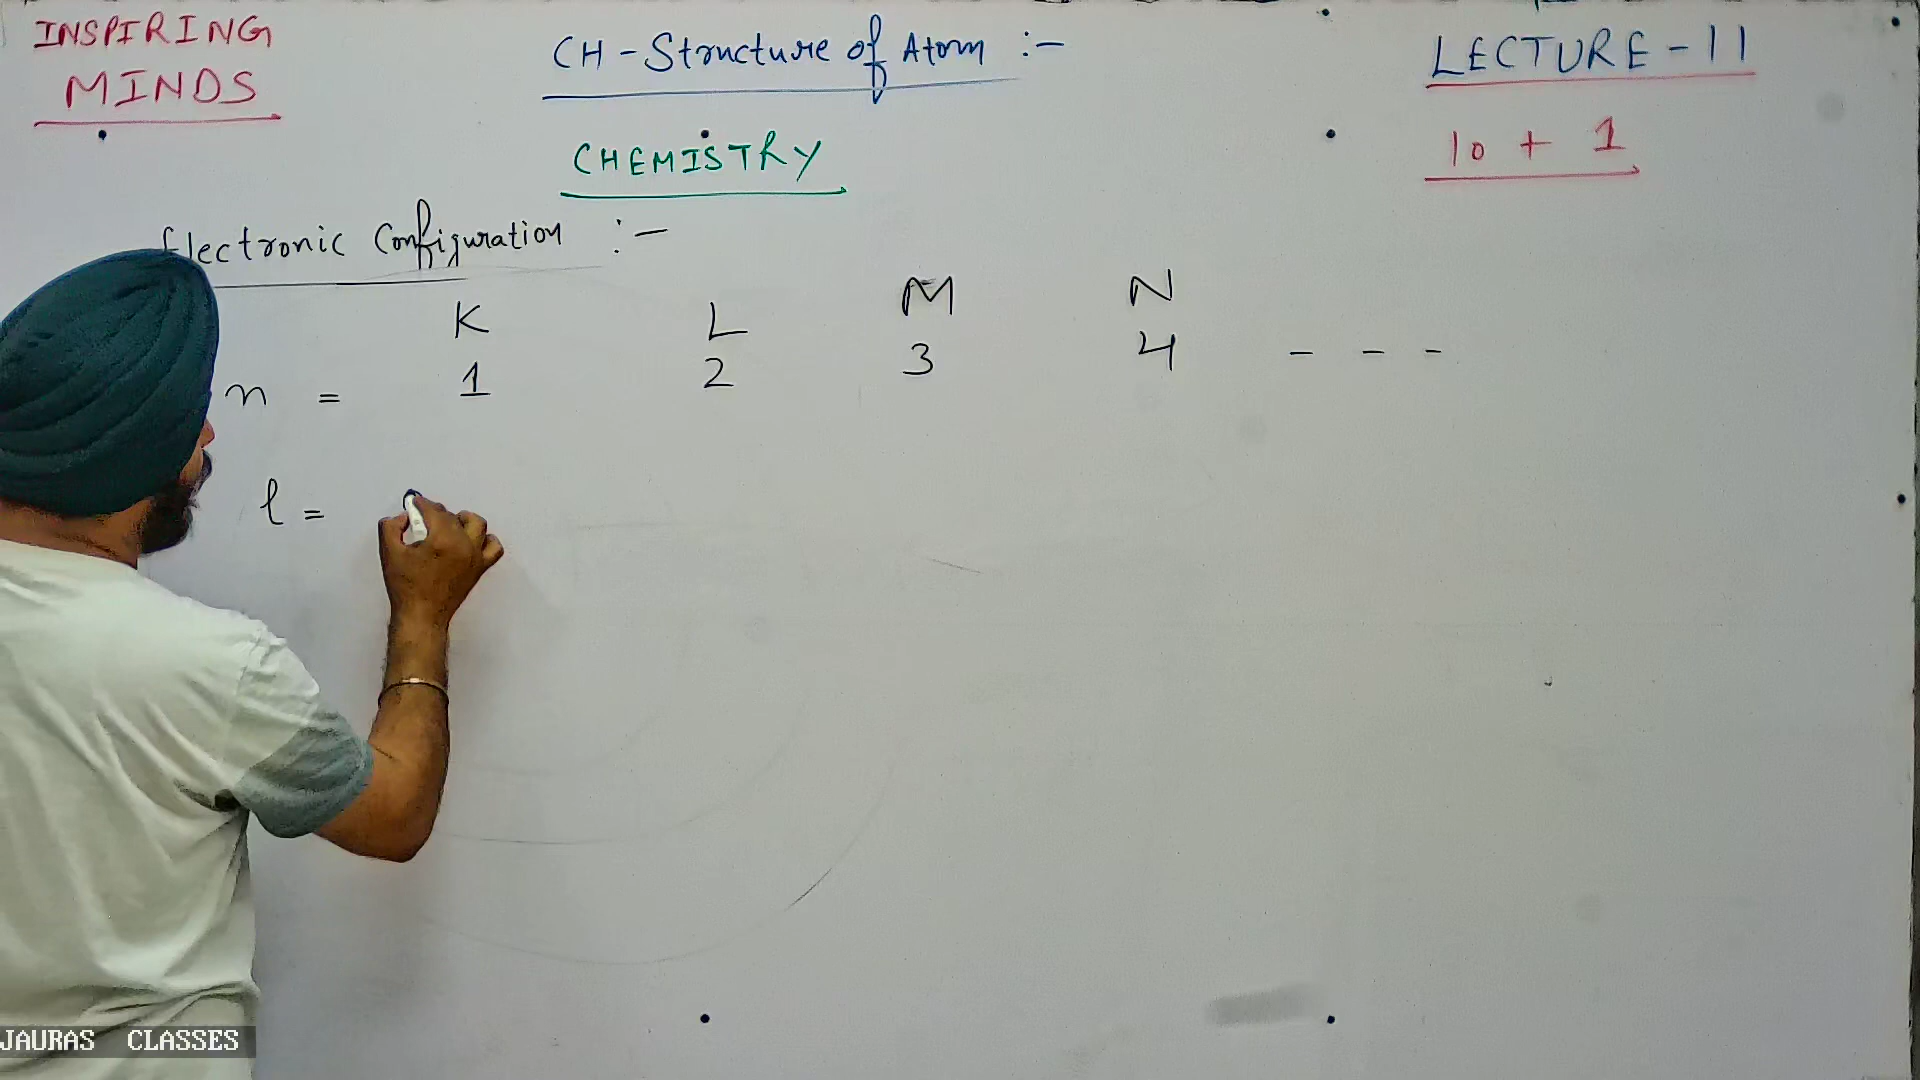 INSPIRING
MINDS
CH - Structure of Atom :-
LECTURE - 11
CHEMISTRY
10 + 1
Electronic Configuration :-
K L M N
n = 1 2 3 4 - - -
l =
JAURAS CLASSES